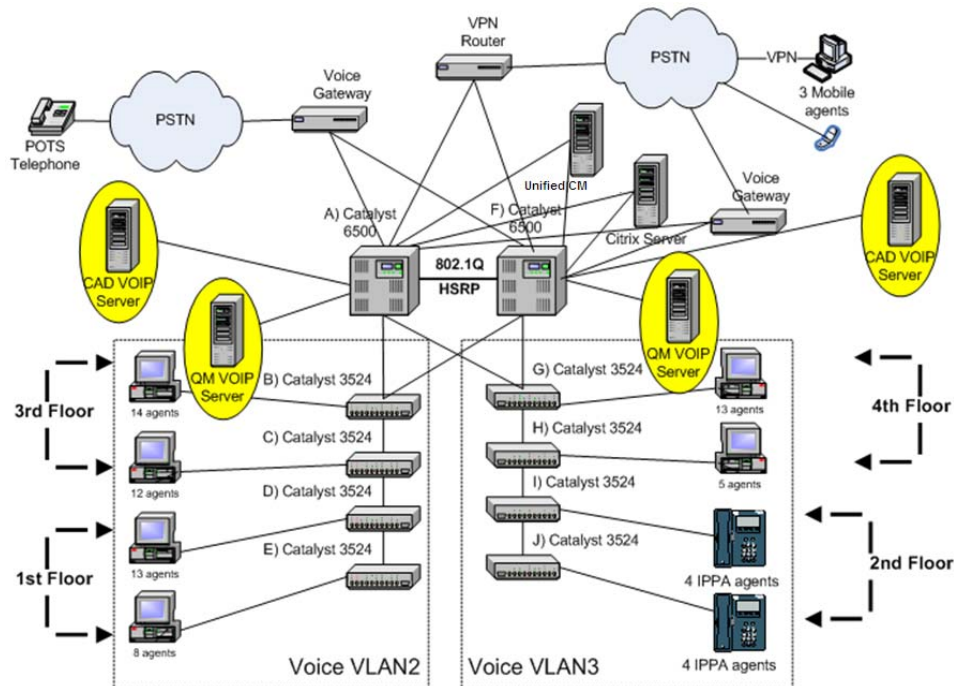 VPN
Router
PSTN
VPN
3 Mobile
agents
Voice
Gateway
PSTN
POTS
Telephone
Unified CM
Voice
Gateway
A) Catalyst
6500
F) Catalyst
6500
Citrix Server
802.1Q
HSRP
CAD VOIP
Server
CAD VOIP
Server
QM VOIP
Server
QM VOIP
Server
3rd Floor
14 agents
B) Catalyst 3524
C) Catalyst 3524
12 agents
D) Catalyst 3524
1st Floor
13 agents
E) Catalyst 3524
8 agents
Voice VLAN2
G) Catalyst 3524
13 agents
4th Floor
H) Catalyst 3524
5 agents
I) Catalyst 3524
4 IPPA agents
2nd Floor
J) Catalyst 3524
4 IPPA agents
Voice VLAN3